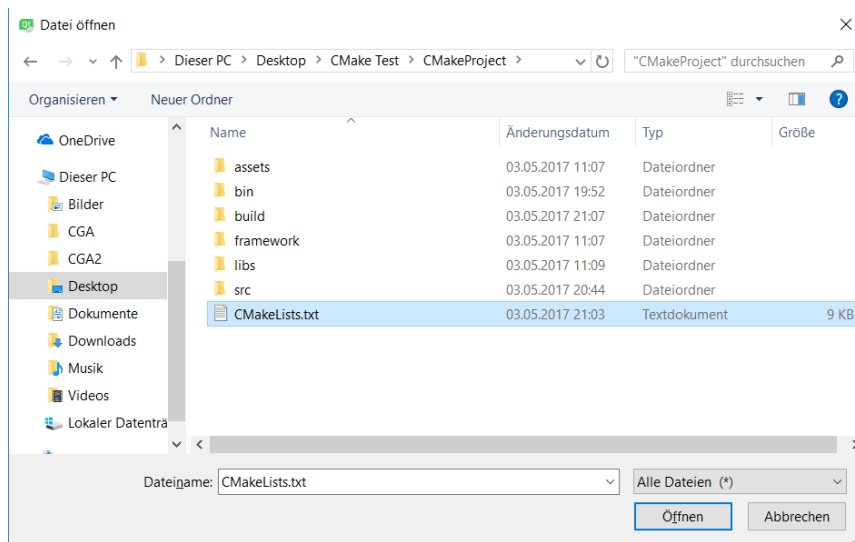 Datei öffnen
Dieser PC > Desktop > CMake Test > CMakeProject >
"CMakeProject" durchsuchen
Organisieren
Neuer Ordner
Name Änderungsdatum Typ Größe
OneDrive
Dieser PC
Bilder
CGA
CGA2
Desktop
Dokumente
Downloads
Musik
Videos
Lokaler Datenträ
assets 03.05.2017 11:07 Dateiordner
bin 03.05.2017 19:52 Dateiordner
build 03.05.2017 21:07 Dateiordner
framework 03.05.2017 11:07 Dateiordner
libs 03.05.2017 11:09 Dateiordner
src 03.05.2017 20:44 Dateiordner
CMakeLists.txt 03.05.2017 21:03 Textdokument 9 KB
Dateiname: CMakeLists.txt
Alle Dateien (*)
Öffnen
Abbrechen